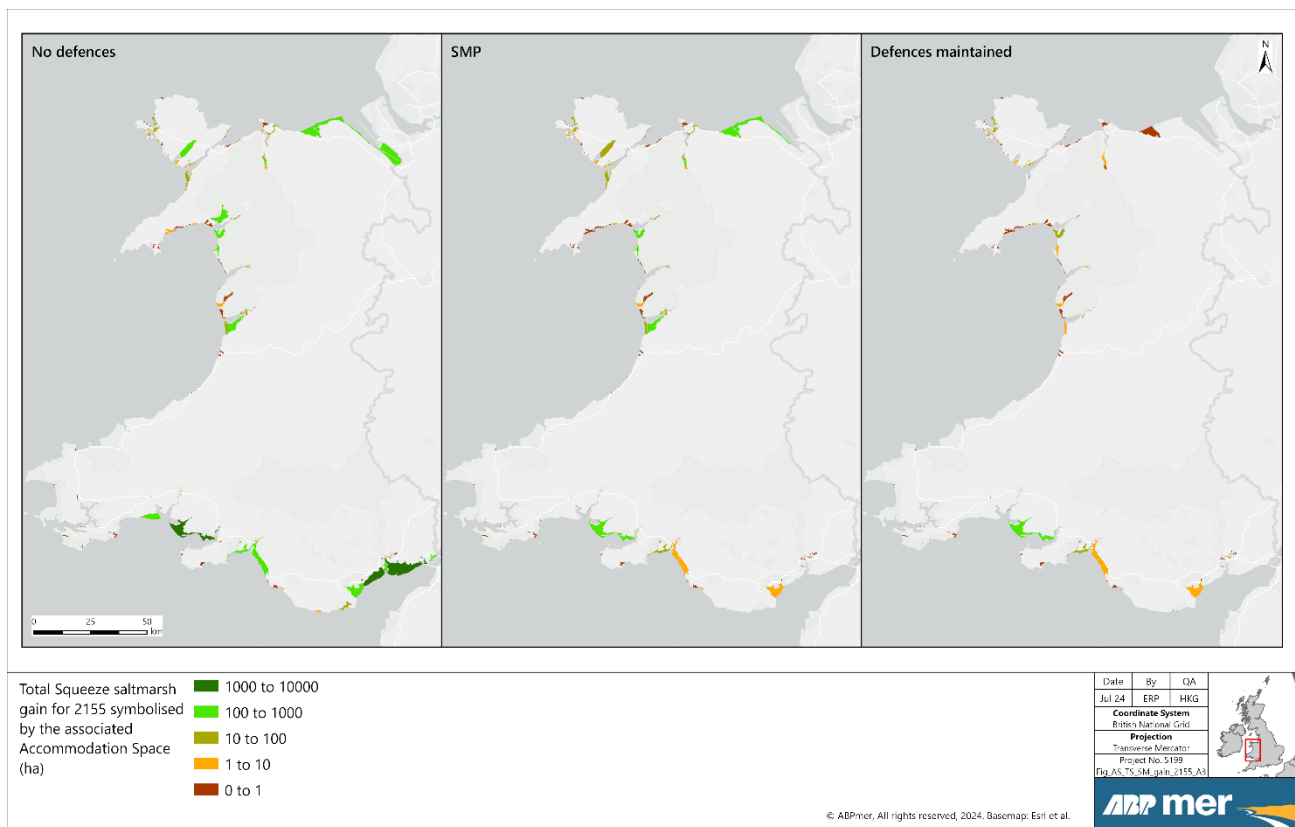 No defences
SMP
Defences maintained
N
0 25 50
km
Total Squeeze saltmarsh
gain for 2155 symbolised
by the associated
Accommodation Space
(ha)
1000 to 10000
100 to 1000
10 to 100
1 to 10
0 to 1
Date By QA
Jul 24 ERP HKG
Coordinate System
British National Grid
Projection
Transverse Mercator
Project No. 5199
Fig_AS_TS_SM_gain_2155_A3
© ABPmer, All rights reserved, 2024. Basemap: Esri et al.
ABPmer